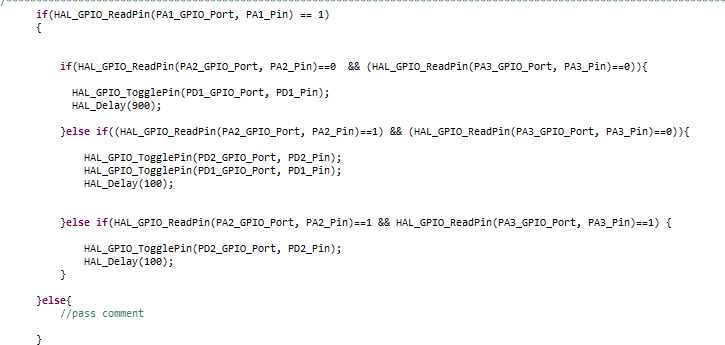 if(HAL_GPIO_ReadPin(PA1_GPIO_Port, PA1_Pin) == 1)
{
if(HAL_GPIO_ReadPin(PA2_GPIO_Port, PA2_Pin)==0  && (HAL_GPIO_ReadPin(PA3_GPIO_Port, PA3_Pin)==0)){
HAL_GPIO_TogglePin(PD1_GPIO_Port, PD1_Pin);
HAL_Delay(900);
}else if((HAL_GPIO_ReadPin(PA2_GPIO_Port, PA2_Pin)==1) && (HAL_GPIO_ReadPin(PA3_GPIO_Port, PA3_Pin)==0)){
HAL_GPIO_TogglePin(PD2_GPIO_Port, PD2_Pin);
HAL_GPIO_TogglePin(PD1_GPIO_Port, PD1_Pin);
HAL_Delay(100);
}else if(HAL_GPIO_ReadPin(PA2_GPIO_Port, PA2_Pin)==1 && HAL_GPIO_ReadPin(PA3_GPIO_Port, PA3_Pin)==1) {
HAL_GPIO_TogglePin(PD2_GPIO_Port, PD2_Pin);
HAL_Delay(100);
}
}else{
//pass comment
}